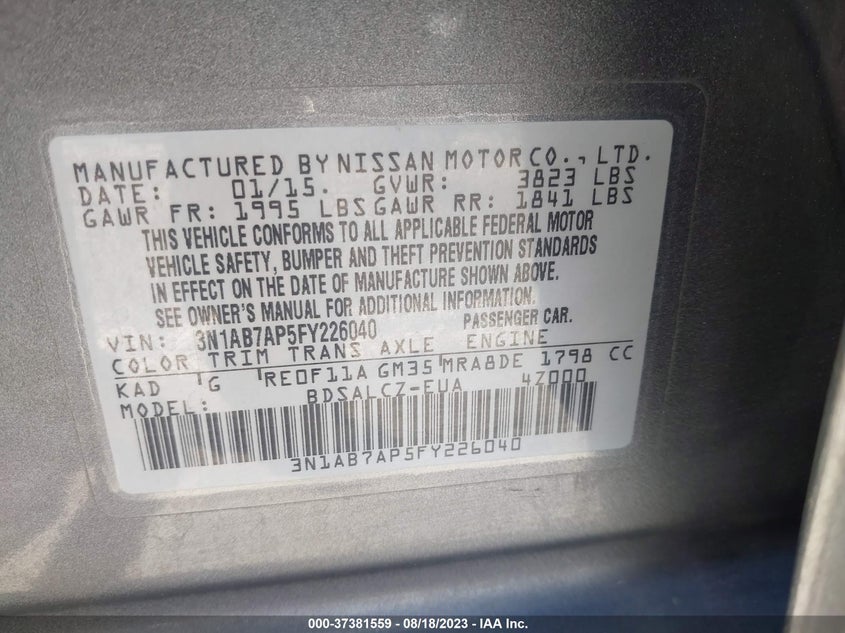 MANUFACTURED BY NISSAN MOTOR CO., LTD.
DATE: 01/15. GVWR: 3823 LBS
GAWR FR: 1995 LBS GAWR RR: 1841 LBS
THIS VEHICLE CONFORMS TO ALL APPLICABLE FEDERAL MOTOR
VEHICLE SAFETY, BUMPER AND THEFT PREVENTION STANDARDS
IN EFFECT ON THE DATE OF MANUFACTURE SHOWN ABOVE.
SEE OWNER'S MANUAL FOR ADDITIONAL INFORMATION.
VIN: 3N1AB7AP5FY226040 PASSENGER CAR.
COLOR TRIM TRANS AXLE ENGINE
KAD G RE0F11A GM35 MRA8DE 1798 CC
MODEL: BDSALCZ-EUA 4Z000
3N1AB7AP5FY226040
000-37381559 - 08/18/2023 - IAA Inc.